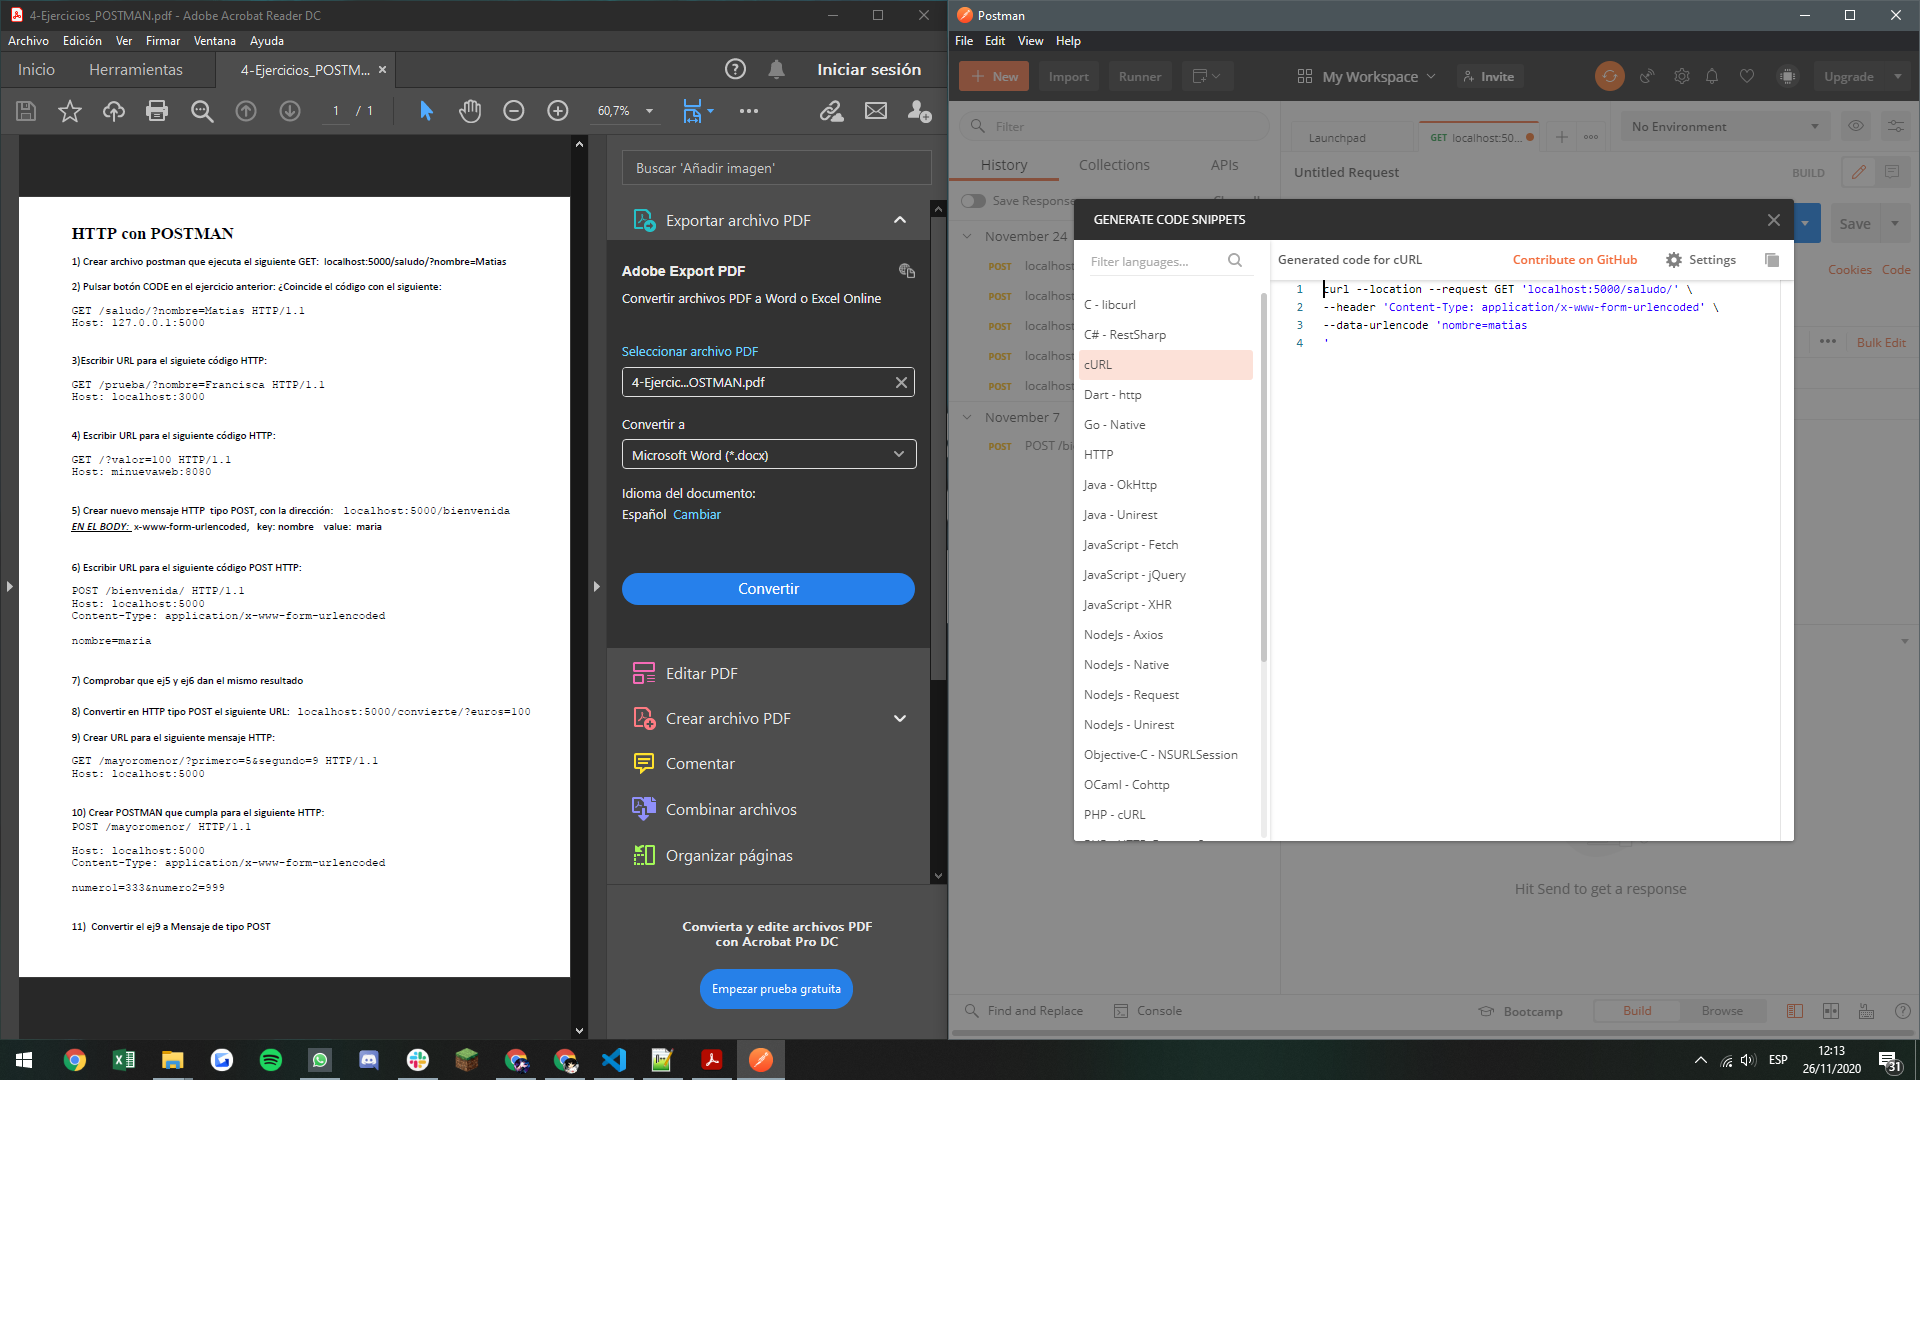 4-Ejercicios_POSTMAN.pdf - Adobe Acrobat Reader DC
Archivo Edición Ver Firmar Ventana Ayuda
Inicio Herramientas 4-Ejercicios_POSTM... × Iniciar sesión
1 / 1 60,7%
HTTP con POSTMAN
1) Crear archivo postman que ejecuta el siguiente GET: localhost:5000/saludo/?nombre=Matias
2) Pulsar botón CODE en el ejercicio anterior: ¿Coincide el código con el siguiente:
GET /saludo/?nombre=Matias HTTP/1.1
Host: 127.0.0.1:5000
3)Escribir URL para el siguiete código HTTP:
GET /prueba/?nombre=Francisca HTTP/1.1
Host: localhost:3000
4) Escribir URL para el siguiente código HTTP:
GET /?valor=100 HTTP/1.1
Host: minuevaweb:8080
5) Crear nuevo mensaje HTTP tipo POST, con la dirección: localhost:5000/bienvenida
EN EL BODY: x-www-form-urlencoded, key: nombre value: maria
6) Escribir URL para el siguiente código POST HTTP:
POST /bienvenida/ HTTP/1.1
Host: localhost:5000
Content-Type: application/x-www-form-urlencoded
nombre=maria
7) Comprobar que ej5 y ej6 dan el mismo resultado
8) Convertir en HTTP tipo POST el siguiente URL: localhost:5000/convierte/?euros=100
9) Crear URL para el siguiente mensaje HTTP:
GET /mayoromenor/?primero=5&segundo=9 HTTP/1.1
Host: localhost:5000
10) Crear POSTMAN que cumpla para el siguiente HTTP:
POST /mayoromenor/ HTTP/1.1
Host: localhost:5000
Content-Type: application/x-www-form-urlencoded
numero1=333&numero2=999
11) Convertir el ej9 a Mensaje de tipo POST
Buscar 'Añadir imagen'
Exportar archivo PDF
Adobe Export PDF
Convertir archivos PDF a Word o Excel Online
Seleccionar archivo PDF
4-Ejercic...OSTMAN.pdf
Convertir a
Microsoft Word (*.docx)
Idioma del documento:
Español Cambiar
Convertir
Editar PDF
Crear archivo PDF
Comentar
Combinar archivos
Organizar páginas
Convierta y edite archivos PDF
con Acrobat Pro DC
Empezar prueba gratuita
Postman
File Edit View Help
+ New Import Runner My Workspace Invite Upgrade
Filter
History Collections APIs
Save Response
November 24
POST localhost
POST localhost
POST localhost
POST localhost
POST localhost
November 7
POST POST /bi
Launchpad GET localhost:50... No Environment
Untitled Request BUILD
Save
Cookies Code
Bulk Edit
GENERATE CODE SNIPPETS
Filter languages...
C - libcurl
C# - RestSharp
cURL
Dart - http
Go - Native
HTTP
Java - OkHttp
Java - Unirest
JavaScript - Fetch
JavaScript - jQuery
JavaScript - XHR
NodeJs - Axios
NodeJs - Native
NodeJs - Request
NodeJs - Unirest
Objective-C - NSURLSession
OCaml - Cohttp
PHP - cURL
Generated code for cURL Contribute on GitHub Settings
1 curl --location --request GET 'localhost:5000/saludo/' \
2 --header 'Content-Type: application/x-www-form-urlencoded' \
3 --data-urlencode 'nombre=matias
4 '
Hit Send to get a response
Find and Replace Console Bootcamp Build Browse
ESP
12:13
26/11/2020
31